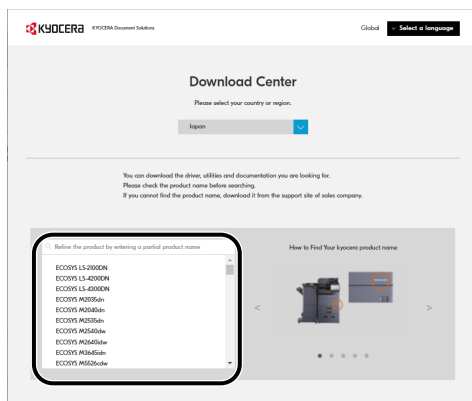 KYOCERA KYOCERA Document Solutions Global Select a language
Download Center
Please select your country or region.
Japan
You can download the driver, utilities and documentation you are looking for.
Please check the product name before searching.
If you cannot find the product name, download it from the support site of sales company.
Refine the product by entering a partial product name
ECOSYS LS-2100DN
ECOSYS LS-4200DN
ECOSYS LS-4300DN
ECOSYS M2035dn
ECOSYS M2040dn
ECOSYS M2535dn
ECOSYS M2540dw
ECOSYS M2640idw
ECOSYS M3645idn
ECOSYS M5526cdw
How to Find Your kyocera product name